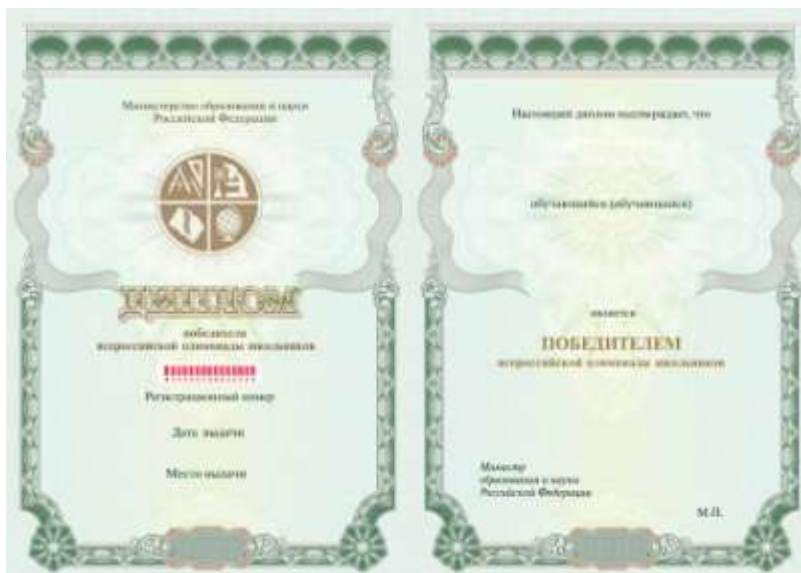 Министерство образования и науки
Российской Федерации
ДИПЛОМ
победителя
всероссийской олимпиады школьников
Регистрационный номер
Дата выдачи
Место выдачи
Настоящий диплом подтверждает, что
обучающийся (обучающаяся)
является
ПОБЕДИТЕЛЕМ
всероссийской олимпиады школьников
Министр
образования и науки
Российской Федерации
М.П.